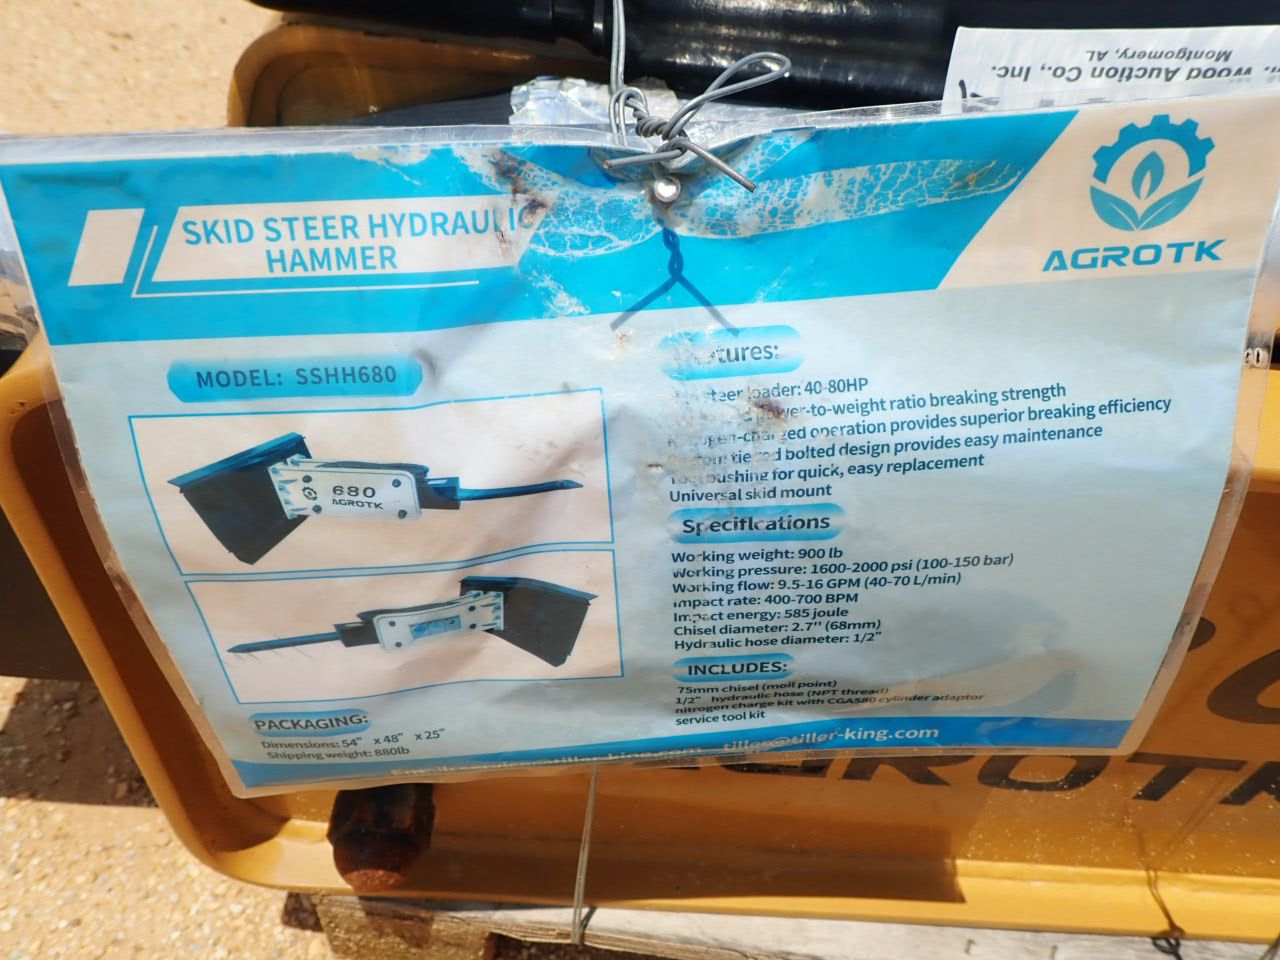 Wood Auction Co., Inc.
Montgomery, AL
SKID STEER HYDRAULIC
HAMMER
AGROTK
MODEL: SSHH680
680
AGROTK
steer loader: 40-80HP
power-to-weight ratio breaking strength
operation provides superior breaking efficiency
bolted design provides easy maintenance
bushing for quick, easy replacement
Universal skid mount
Specifications
Working weight: 900 lb
Working pressure: 1600-2000 psi (100-150 bar)
Working flow: 9.5-16 GPM (40-70 L/min)
Impact rate: 400-700 BPM
Impact energy: 585 joule
Chisel diameter: 2.7" (68mm)
Hydraulic hose diameter: 1/2"
INCLUDES:
75mm chisel (moil point)
1/2" hydraulic hose (NPT thread)
nitrogen charge kit with CGA580 cylinder adaptor
service tool kit
PACKAGING:
Dimensions: 54" x 48" x 25"
Shipping weight: 880lb
tiller@tiller-king.com
AGROTK